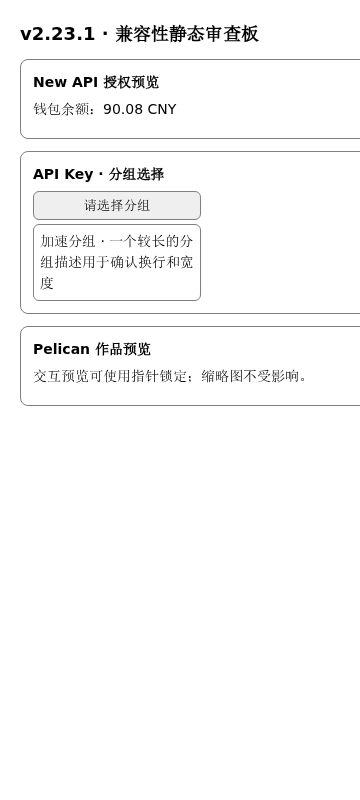 v2.23.1 · 兼容性静态审查板
New API 授权预览
钱包余额：90.08 CNY
API Key · 分组选择
请选择分组
加速分组 · 一个较长的分
组描述用于确认换行和宽
度
Pelican 作品预览
交互预览可使用指针锁定；缩略图不受影响。